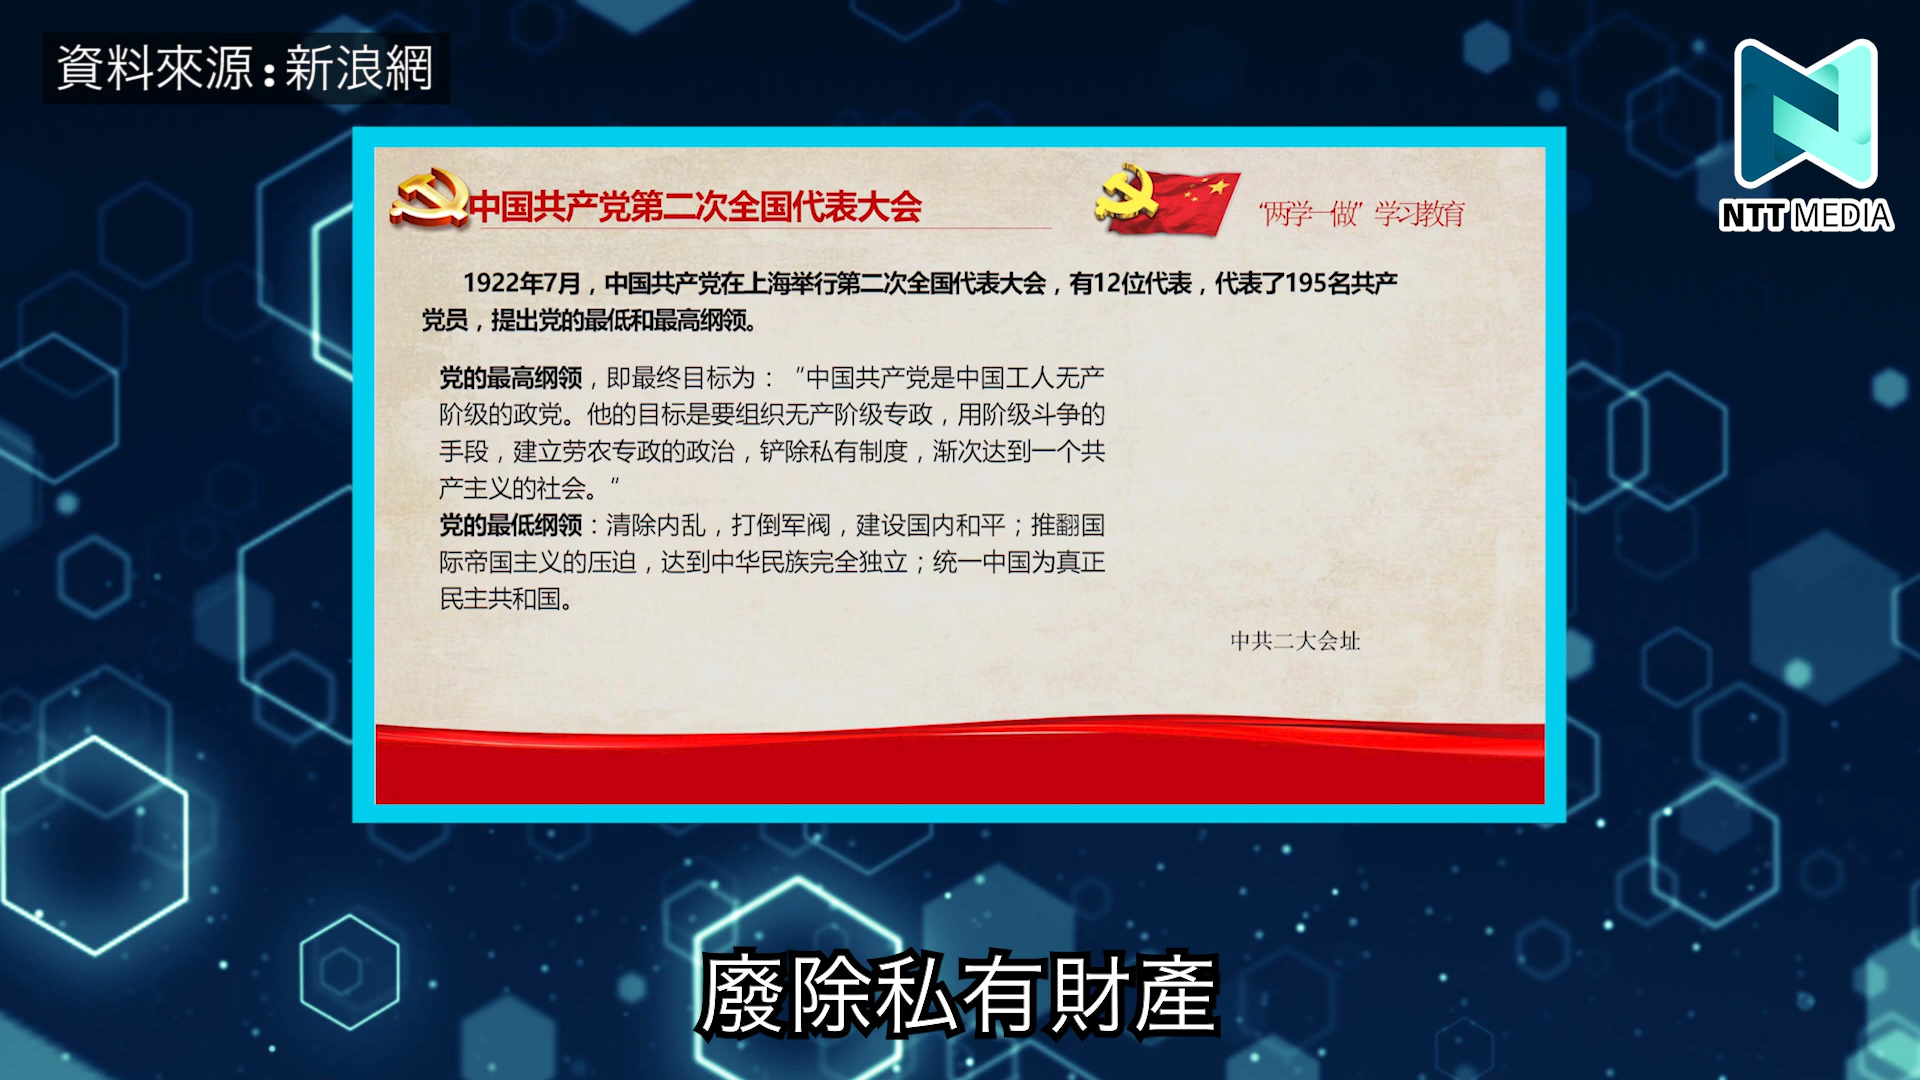 資料來源:新浪網
NTT MEDIA
中国共产党第二次全国代表大会
“两学一做”学习教育
1922年7月，中国共产党在上海举行第二次全国代表大会，有12位代表，代表了195名共产
党员，提出党的最低和最高纲领。
党的最高纲领，即最终目标为：“中国共产党是中国工人无产
阶级的政党。他的目标是要组织无产阶级专政，用阶级斗争的
手段，建立劳农专政的政治，铲除私有制度，渐次达到一个共
产主义的社会。”
党的最低纲领：清除内乱，打倒军阀，建设国内和平；推翻国
际帝国主义的压迫，达到中华民族完全独立；统一中国为真正
民主共和国。
中共二大会址
廢除私有財產